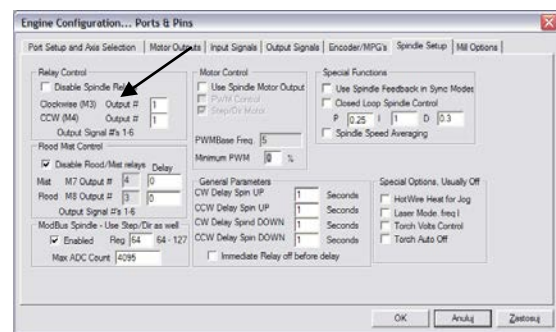 Engine Configuration... Ports & Pins
Port Setup and Axis Selection | Motor Outputs | Input Signals | Output Signals | Encoder/MPG's | Spindle Setup | Mill Options
Relay Control
Disable Spindle Relays
Clockwise (M3) Output # 1
CCW (M4) Output # 1
Output Signal #'s 1-6
Flood Mist Control
Disable Flood/Mist relays Delay
Mist M7 Output # 4 0
Flood M8 Output # 3 0
Output Signal #'s 1-6
ModBus Spindle - Use Step/Dir as well
Enabled Reg 64 64 - 127
Max ADC Count 4095
Motor Control
Use Spindle Motor Output
PWM Control
Step/Dir Motor
PWMBase Freq. 5
Minimum PWM 0 %
General Parameters
CW Delay Spin UP 1 Seconds
CCW Delay Spin UP 1 Seconds
CW Delay Spind DOWN 1 Seconds
CCW Delay Spin DOWN 1 Seconds
Immediate Relay off before delay
Special Functions
Use Spindle Feedback in Sync Modes
Closed Loop Spindle Control
P 0.25 I 1 D 0.3
Spindle Speed Averaging
Special Options, Usually Off
HotWire Heat for Jog
Laser Mode. freq
Torch Volts Control
Torch Auto Off
OK Anuluj Zastosuj